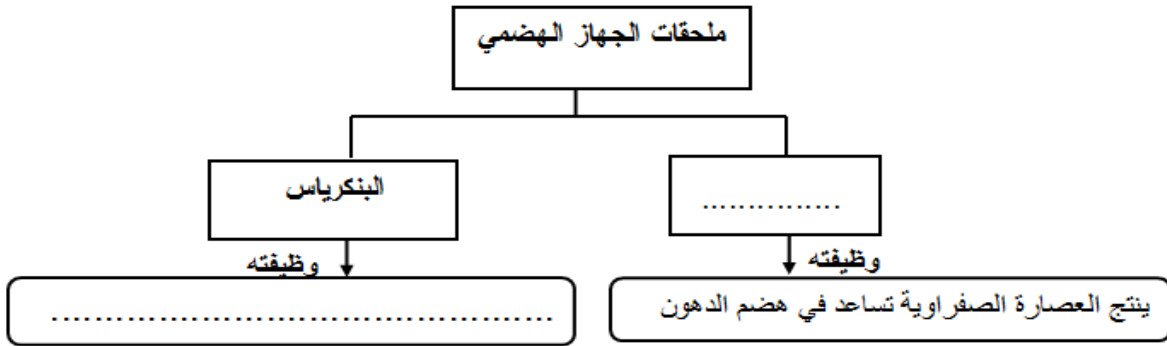 ملحقات الجهاز الهضمي
...............
البنكرياس
وظيفته
وظيفته
ينتج العصارة الصفراوية تساعد في هضم الدهون
..................................................